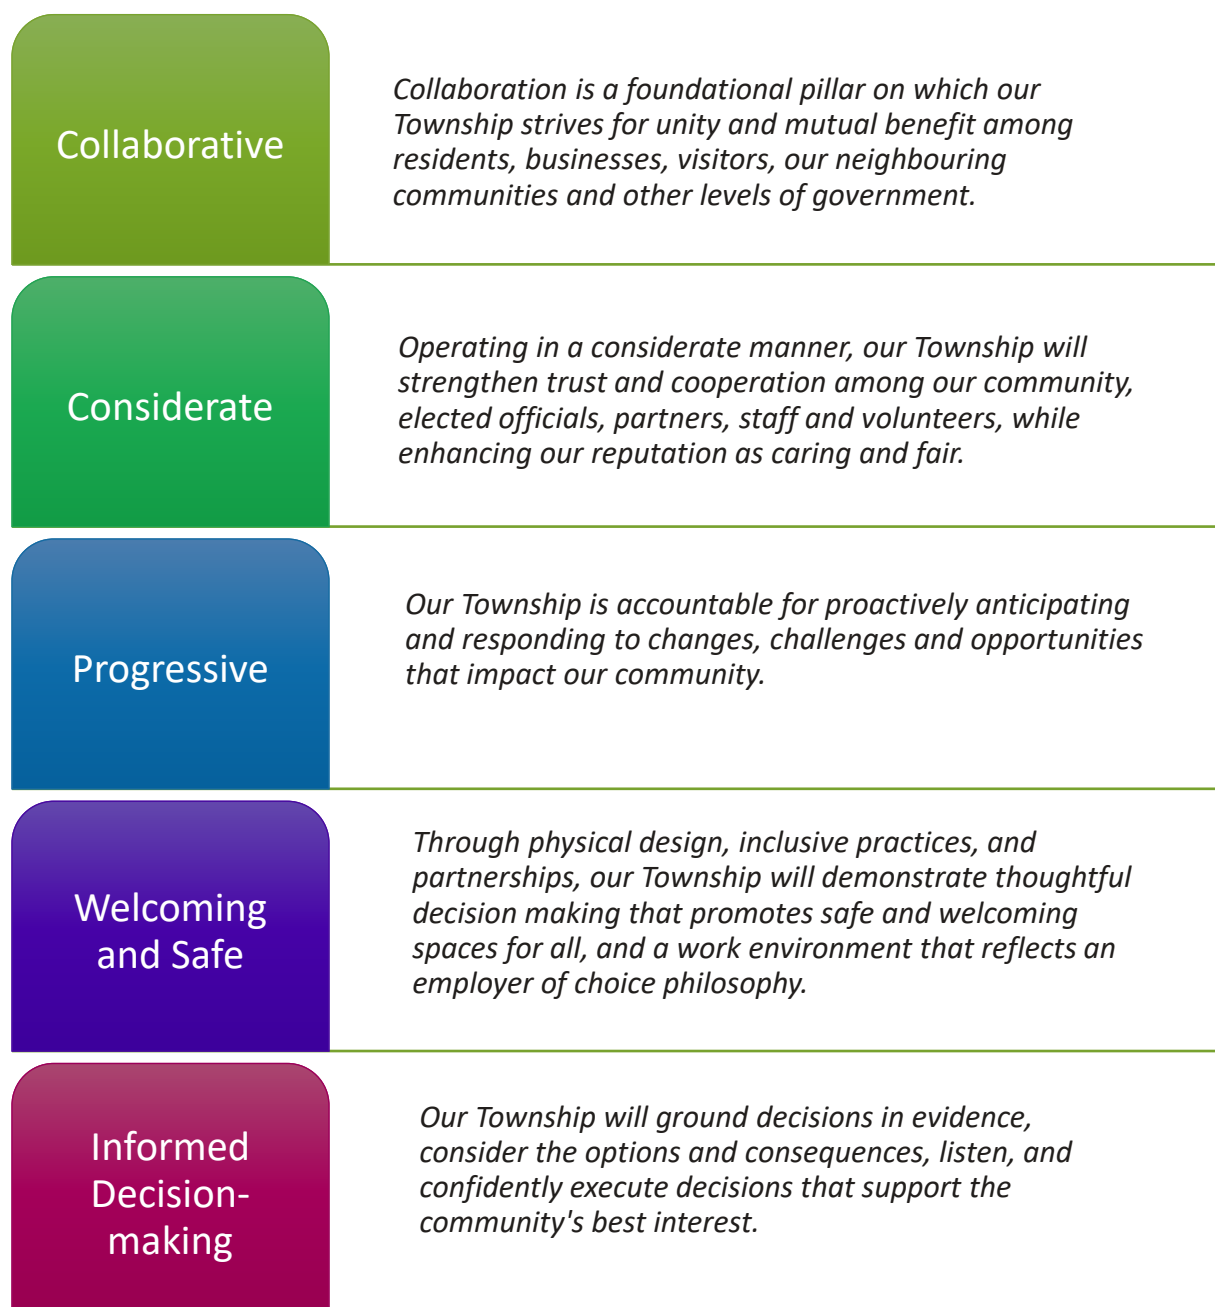 Collaborative
Collaboration is a foundational pillar on which our
Township strives for unity and mutual benefit among
residents, businesses, visitors, our neighbouring
communities and other levels of government.
Considerate
Operating in a considerate manner, our Township will
strengthen trust and cooperation among our community,
elected officials, partners, staff and volunteers, while
enhancing our reputation as caring and fair.
Progressive
Our Township is accountable for proactively anticipating
and responding to changes, challenges and opportunities
that impact our community.
Welcoming
and Safe
Through physical design, inclusive practices, and
partnerships, our Township will demonstrate thoughtful
decision making that promotes safe and welcoming
spaces for all, and a work environment that reflects an
employer of choice philosophy.
Informed
Decision-
making
Our Township will ground decisions in evidence,
consider the options and consequences, listen, and
confidently execute decisions that support the
community's best interest.